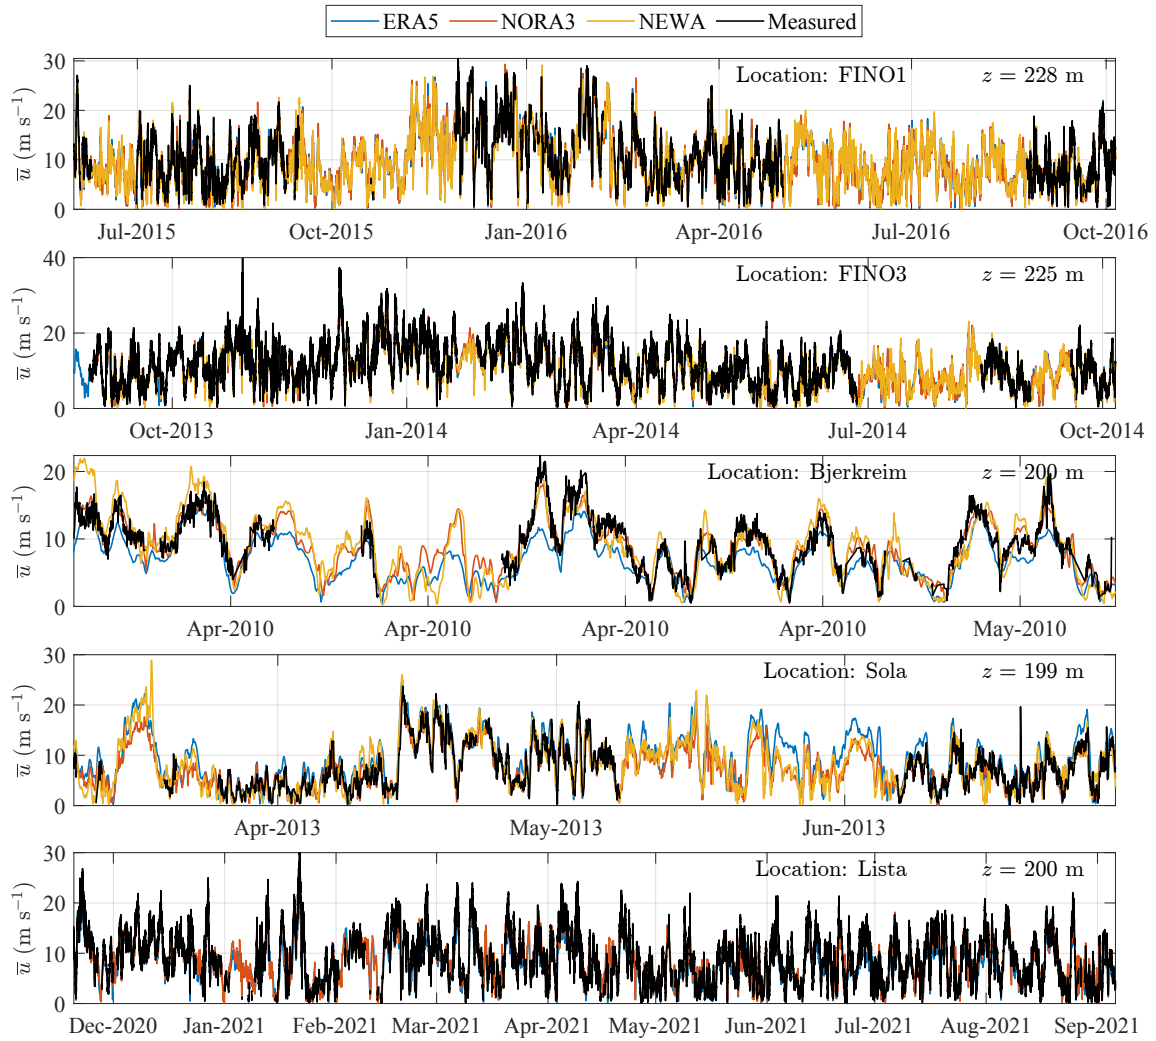 ERA5 NORA3 NEWA Measured
30
20
10
0
u̅ (m s⁻¹)
Location: FINO1 z = 228 m
Jul-2015 Oct-2015 Jan-2016 Apr-2016 Jul-2016 Oct-2016
40
20
0
u̅ (m s⁻¹)
Location: FINO3 z = 225 m
Oct-2013 Jan-2014 Apr-2014 Jul-2014 Oct-2014
20
10
0
u̅ (m s⁻¹)
Location: Bjerkreim z = 200 m
Apr-2010 Apr-2010 Apr-2010 Apr-2010 May-2010
30
20
10
0
u̅ (m s⁻¹)
Location: Sola z = 199 m
Apr-2013 May-2013 Jun-2013
30
20
10
0
u̅ (m s⁻¹)
Location: Lista z = 200 m
Dec-2020 Jan-2021 Feb-2021 Mar-2021 Apr-2021 May-2021 Jun-2021 Jul-2021 Aug-2021 Sep-2021